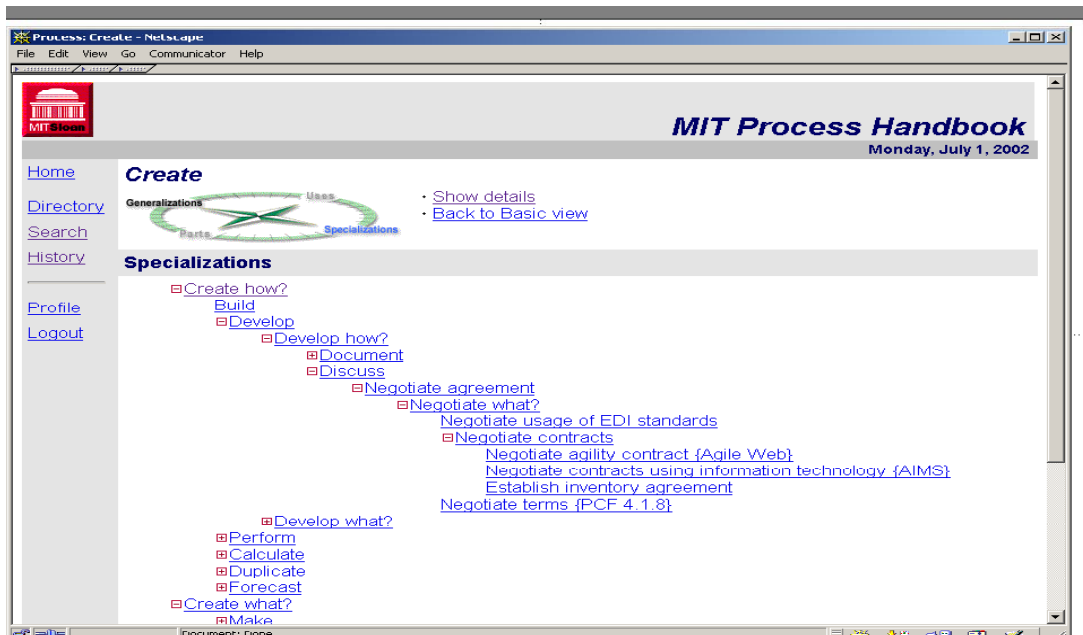 Process: Create - Netscape
File Edit View Go Communicator Help
MITSloan
MIT Process Handbook
Monday, July 1, 2002
Home
Directory
Search
History
Profile
Logout
Create
Generalizations
Uses
Parts
Specializations
· Show details
· Back to Basic view
Specializations
Create how?
Build
Develop
Develop how?
Document
Discuss
Negotiate agreement
Negotiate what?
Negotiate usage of EDI standards
Negotiate contracts
Negotiate agility contract {Agile Web}
Negotiate contracts using information technology {AIMS}
Establish inventory agreement
Negotiate terms {PCF 4.1.8}
Develop what?
Perform
Calculate
Duplicate
Forecast
Create what?
Make
Document: Done